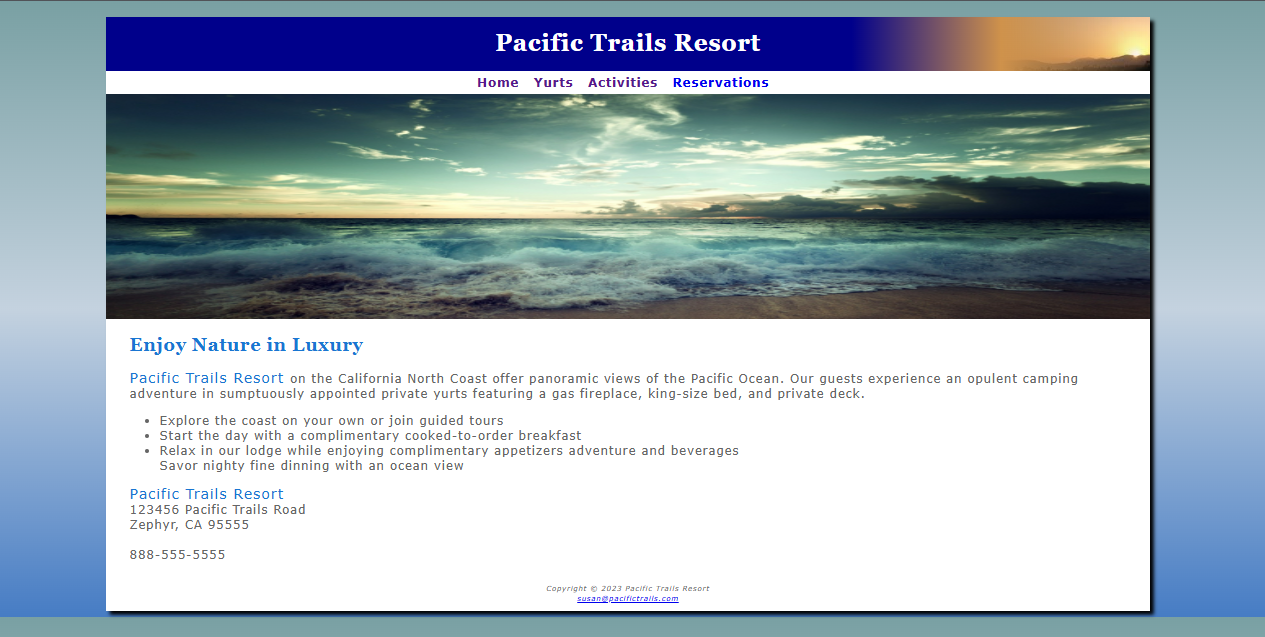 Pacific Trails Resort
Home Yurts Activities Reservations
Enjoy Nature in Luxury
Pacific Trails Resort on the California North Coast offer panoramic views of the Pacific Ocean. Our guests experience an opulent camping
adventure in sumptuously appointed private yurts featuring a gas fireplace, king-size bed, and private deck.
• Explore the coast on your own or join guided tours
• Start the day with a complimentary cooked-to-order breakfast
• Relax in our lodge while enjoying complimentary appetizers adventure and beverages
Savor nighty fine dinning with an ocean view
Pacific Trails Resort
123456 Pacific Trails Road
Zephyr, CA 95555
888-555-5555
Copyright © 2023 Pacific Trails Resort
susan@pacifictrails.com